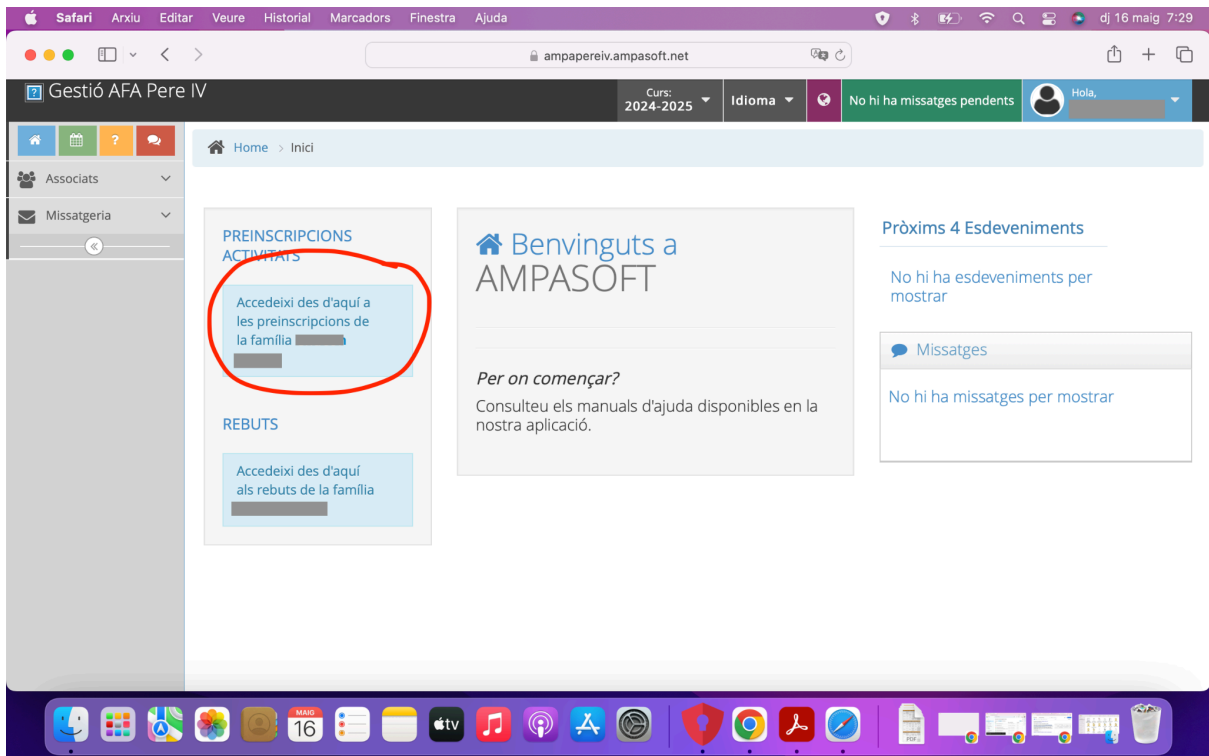 Safari Arxiu Editar Veure Historial Marcadors Finestra Ajuda
dj 16 maig 7:29
ampapereiv.ampasoft.net
Gestió AFA Pere IV
Curs:
2024-2025
Idioma
No hi ha missatges pendents
Hola,
Home > Inici
Associats
Missatgeria
PREINSCRIPCIONS
ACTIVITATS
Accedeixi des d'aquí a
les preinscripcions de
la família
REBUTS
Accedeixi des d'aquí
als rebuts de la família
Benvinguts a
AMPASOFT
Per on començar?
Consulteu els manuals d'ajuda disponibles en la
nostra aplicació.
Pròxims 4 Esdeveniments
No hi ha esdeveniments per
mostrar
Missatges
No hi ha missatges per mostrar
MAIG
16
tv
PDF